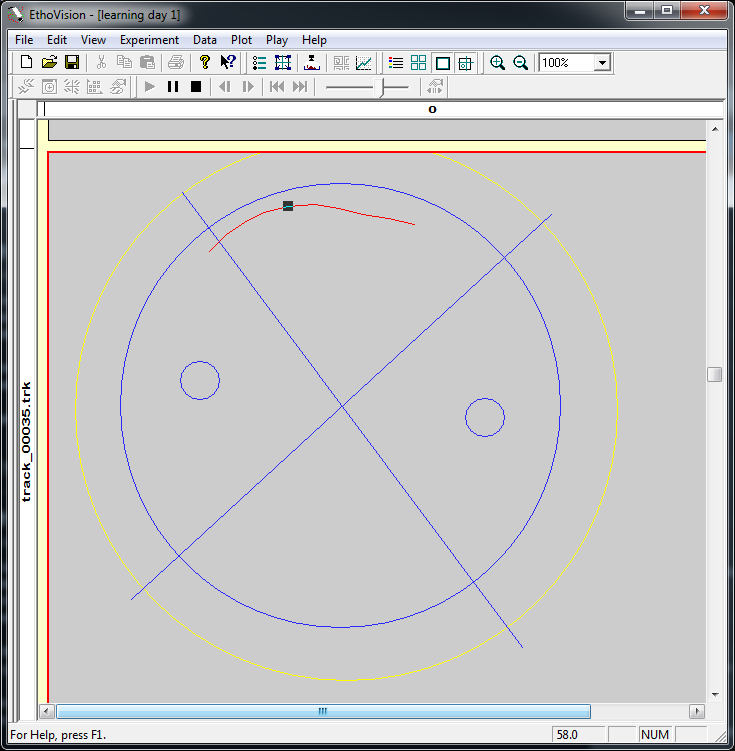 EthoVision - [learning day 1]
File Edit View Experiment Data Plot Play Help
100%
0
track_00035.trk
For Help, press F1.
58.0 NUM